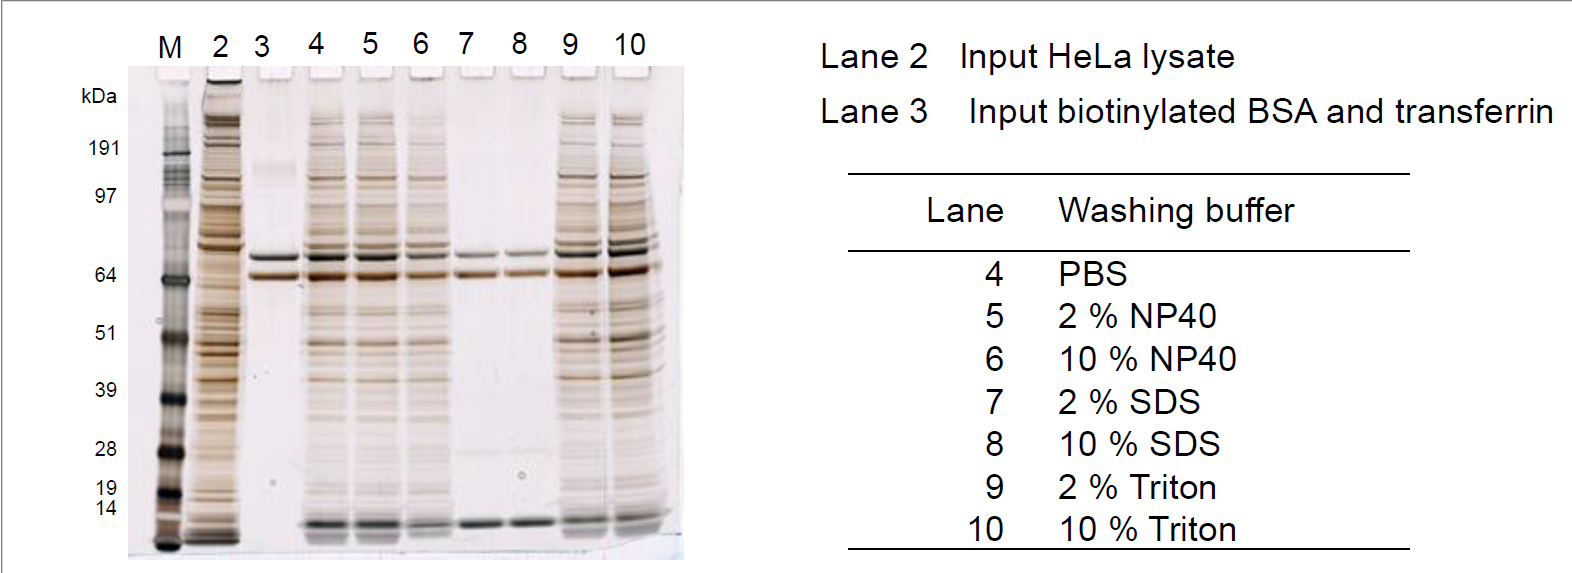 M 2 3 4 5 6 7 8 9 10
kDa
191
97
64
51
39
28
19
14
Lane 2 Input HeLa lysate
Lane 3 Input biotinylated BSA and transferrin
Lane Washing buffer
4 PBS
5 2 % NP40
6 10 % NP40
7 2 % SDS
8 10 % SDS
9 2 % Triton
10 10 % Triton